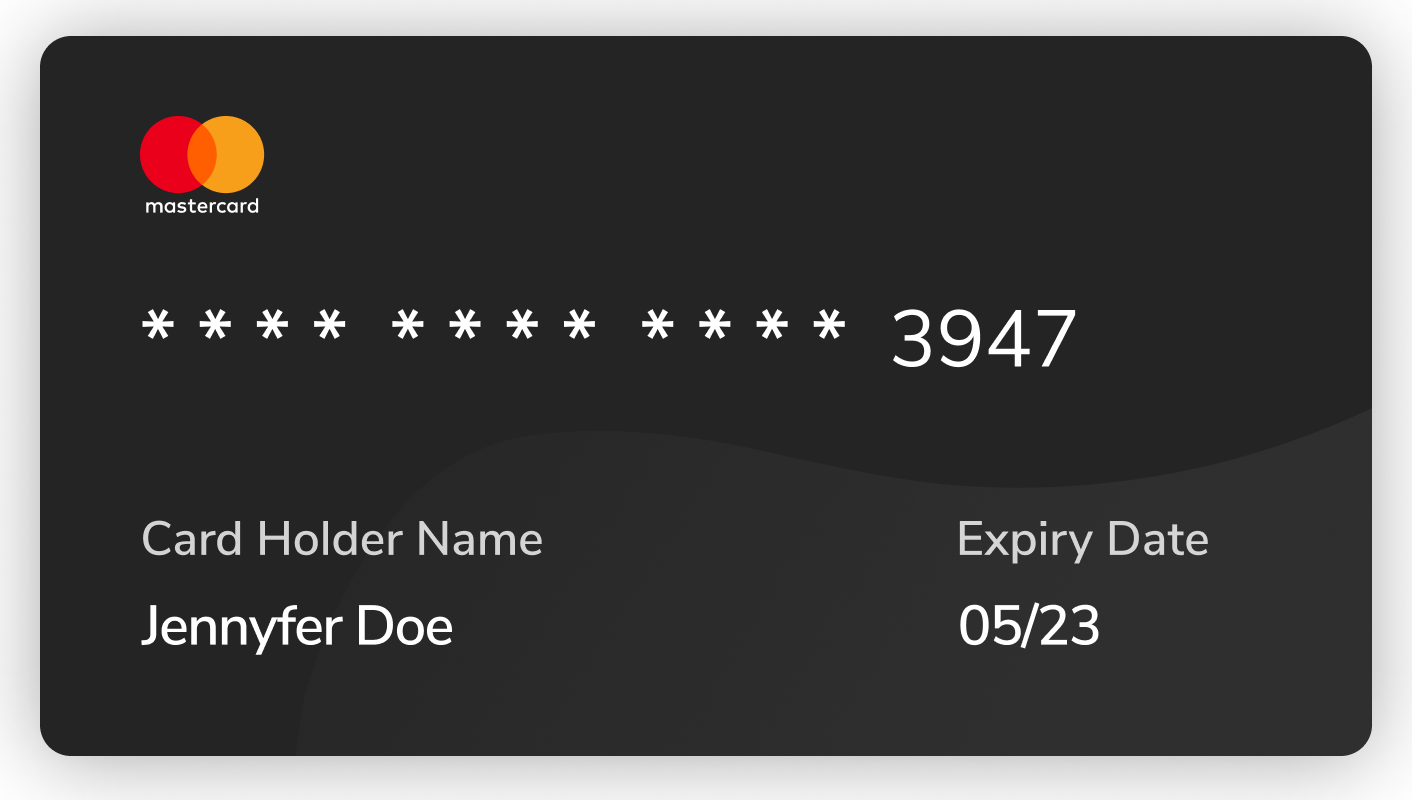 mastercard
* * * * * * * * * * * * 3947
Card Holder Name Expiry Date
Jennyfer Doe 05/23